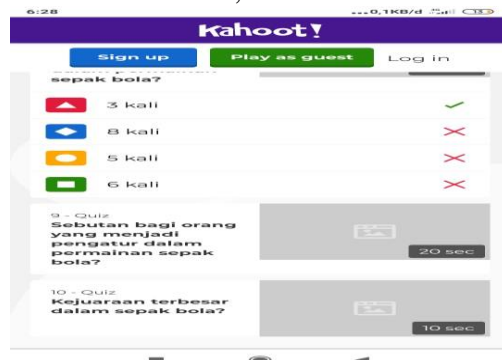 6:28
...0,1KB/d
Kahoot!
Sign up
Play as guest
Log in
sepak bola?
3 kali
8 kali
5 kali
6 kali
9 - Quiz
Sebutan bagi orang
yang menjadi
pengatur dalam
permainan sepak
bola?
20 sec
10 - Quiz
Kejuaraan terbesar
dalam sepak bola?
10 sec